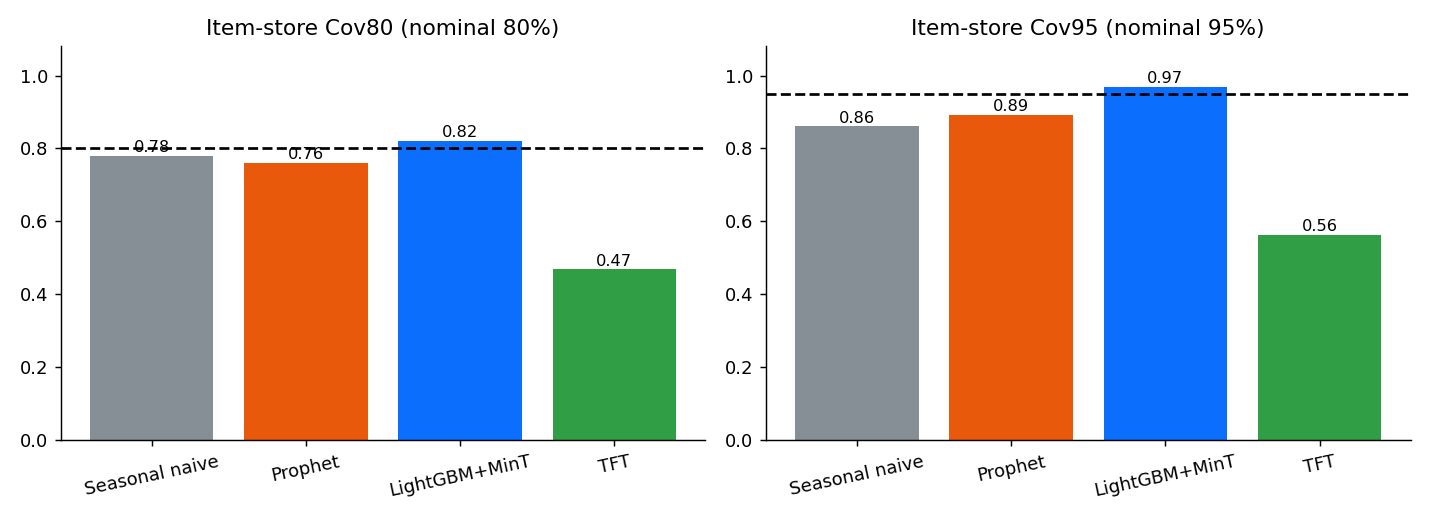 Item-store Cov80 (nominal 80%)
1.0
0.8
0.6
0.4
0.2
0.0
0.78
0.76
0.82
0.47
Seasonal naive
Prophet
LightGBM+MinT
TFT
Item-store Cov95 (nominal 95%)
1.0
0.8
0.6
0.4
0.2
0.0
0.86
0.89
0.97
0.56
Seasonal naive
Prophet
LightGBM+MinT
TFT